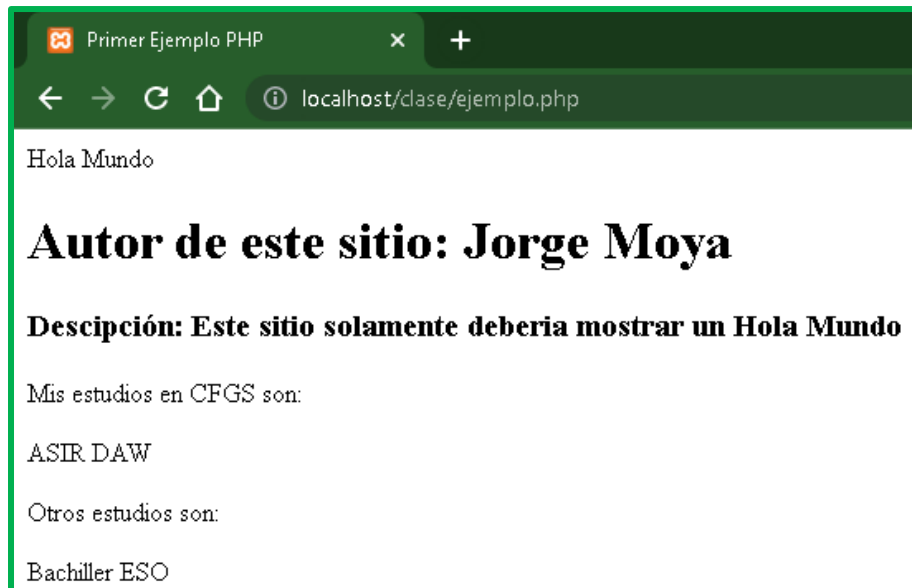 Primer Ejemplo PHP
localhost/clase/ejemplo.php
Hola Mundo
Autor de este sitio: Jorge Moya
Descipción: Este sitio solamente deberia mostrar un Hola Mundo
Mis estudios en CFGS son:
ASIR DAW
Otros estudios son:
Bachiller ESO